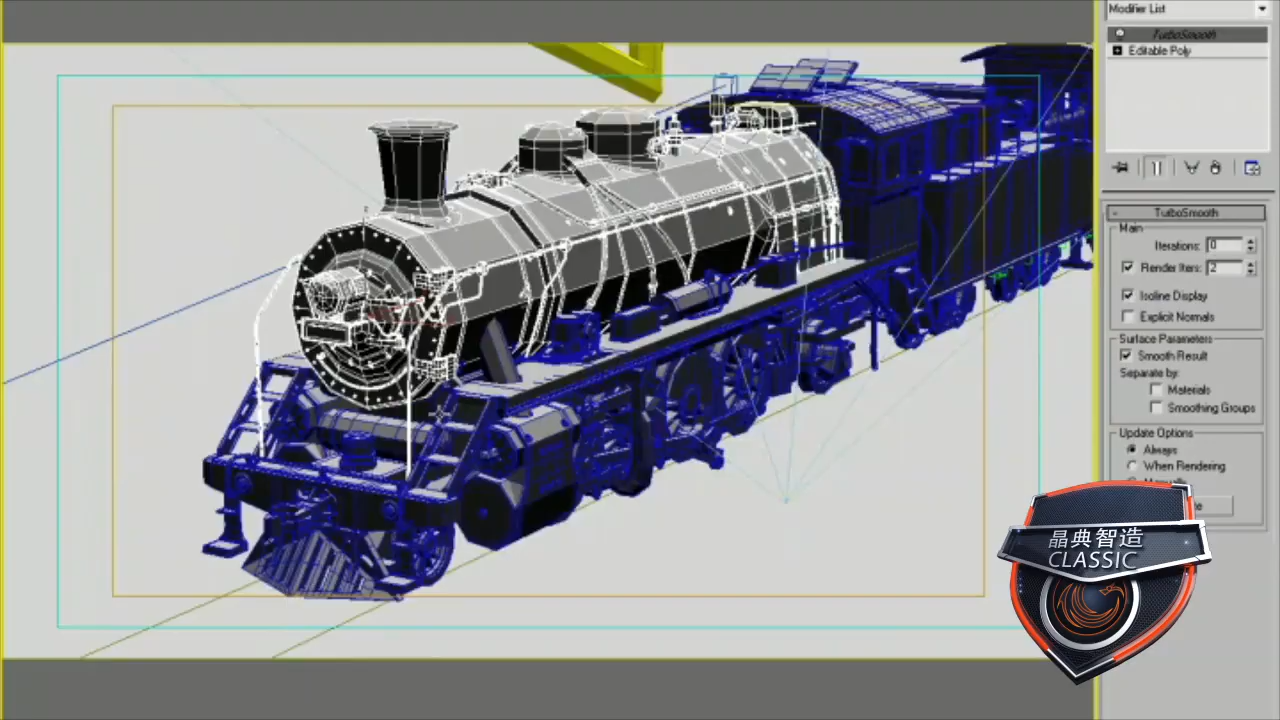 Modifier List
TurboSmooth
Editable Poly
- TurboSmooth
Main
Iterations: 0
Render Iters: 2
Isoline Display
Explicit Normals
Surface Parameters
Smooth Result
Separate by:
Materials
Smoothing Groups
Update Options
Always
When Rendering
晶典智造
CLASSIC